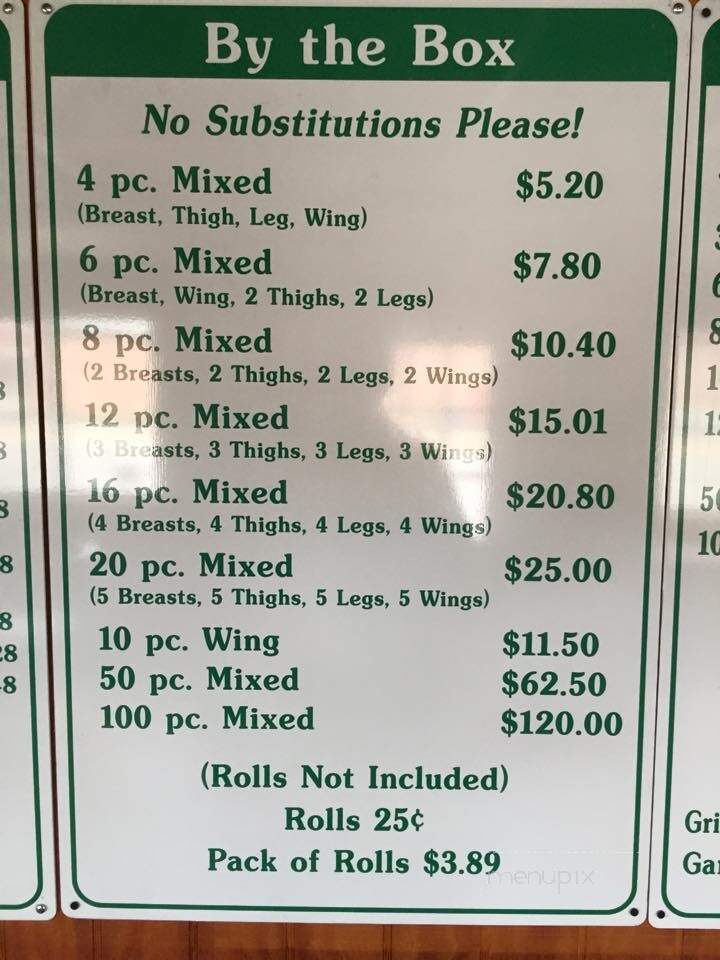 By the Box
No Substitutions Please!
4 pc. Mixed $5.20
(Breast, Thigh, Leg, Wing)
6 pc. Mixed $7.80
(Breast, Wing, 2 Thighs, 2 Legs)
8 pc. Mixed $10.40
(2 Breasts, 2 Thighs, 2 Legs, 2 Wings)
12 pc. Mixed $15.01
(3 Breasts, 3 Thighs, 3 Legs, 3 Wings)
16 pc. Mixed $20.80
(4 Breasts, 4 Thighs, 4 Legs, 4 Wings)
20 pc. Mixed $25.00
(5 Breasts, 5 Thighs, 5 Legs, 5 Wings)
10 pc. Wing $11.50
50 pc. Mixed $62.50
100 pc. Mixed $120.00
(Rolls Not Included)
Rolls 25¢
Pack of Rolls $3.89
menupix